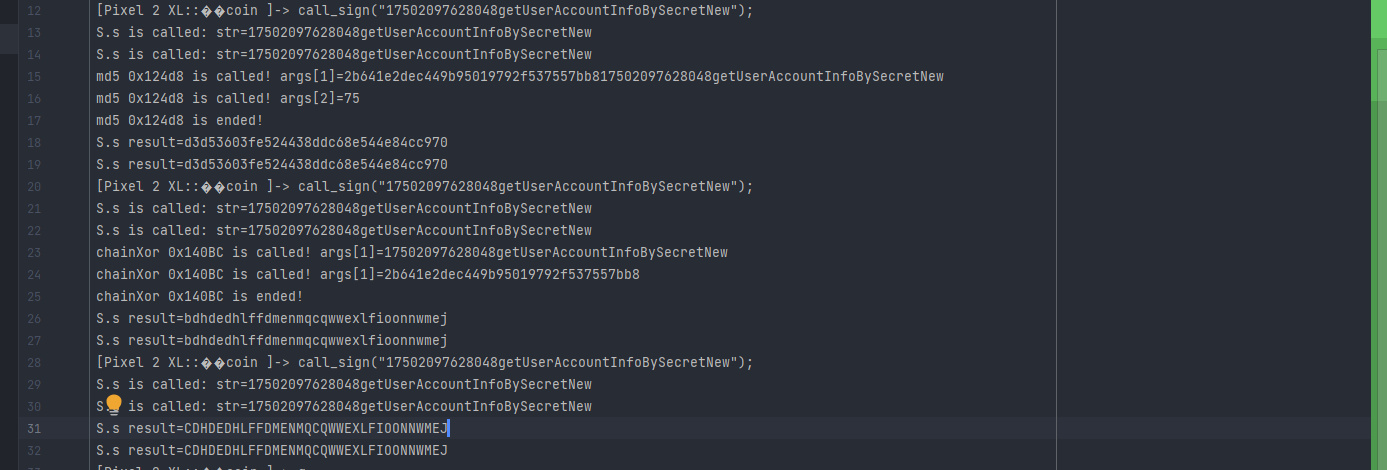 12 [Pixel 2 XL::��coin ]-> call_sign("17502097628048getUserAccountInfoBySecretNew");
13 S.s is called: str=17502097628048getUserAccountInfoBySecretNew
14 S.s is called: str=17502097628048getUserAccountInfoBySecretNew
15 md5 0x124d8 is called! args[1]=2b641e2dec449b95019792f537557bb817502097628048getUserAccountInfoBySecretNew
16 md5 0x124d8 is called! args[2]=75
17 md5 0x124d8 is ended!
18 S.s result=d3d53603fe524438ddc68e544e84cc970
19 S.s result=d3d53603fe524438ddc68e544e84cc970
20 [Pixel 2 XL::��coin ]-> call_sign("17502097628048getUserAccountInfoBySecretNew");
21 S.s is called: str=17502097628048getUserAccountInfoBySecretNew
22 S.s is called: str=17502097628048getUserAccountInfoBySecretNew
23 chainXor 0x140BC is called! args[1]=17502097628048getUserAccountInfoBySecretNew
24 chainXor 0x140BC is called! args[1]=2b641e2dec449b95019792f537557bb8
25 chainXor 0x140BC is ended!
26 S.s result=bdhdedhlffdmenmqcqwwexlfioonnwmej
27 S.s result=bdhdedhlffdmenmqcqwwexlfioonnwmej
28 [Pixel 2 XL::��coin ]-> call_sign("17502097628048getUserAccountInfoBySecretNew");
29 S.s is called: str=17502097628048getUserAccountInfoBySecretNew
30 is called: str=17502097628048getUserAccountInfoBySecretNew
31 S.s result=CDHDEDHLFFDMENMQCQWWEXLFIOONNWMEJ
32 S.s result=CDHDEDHLFFDMENMQCQWWEXLFIOONNWMEJ